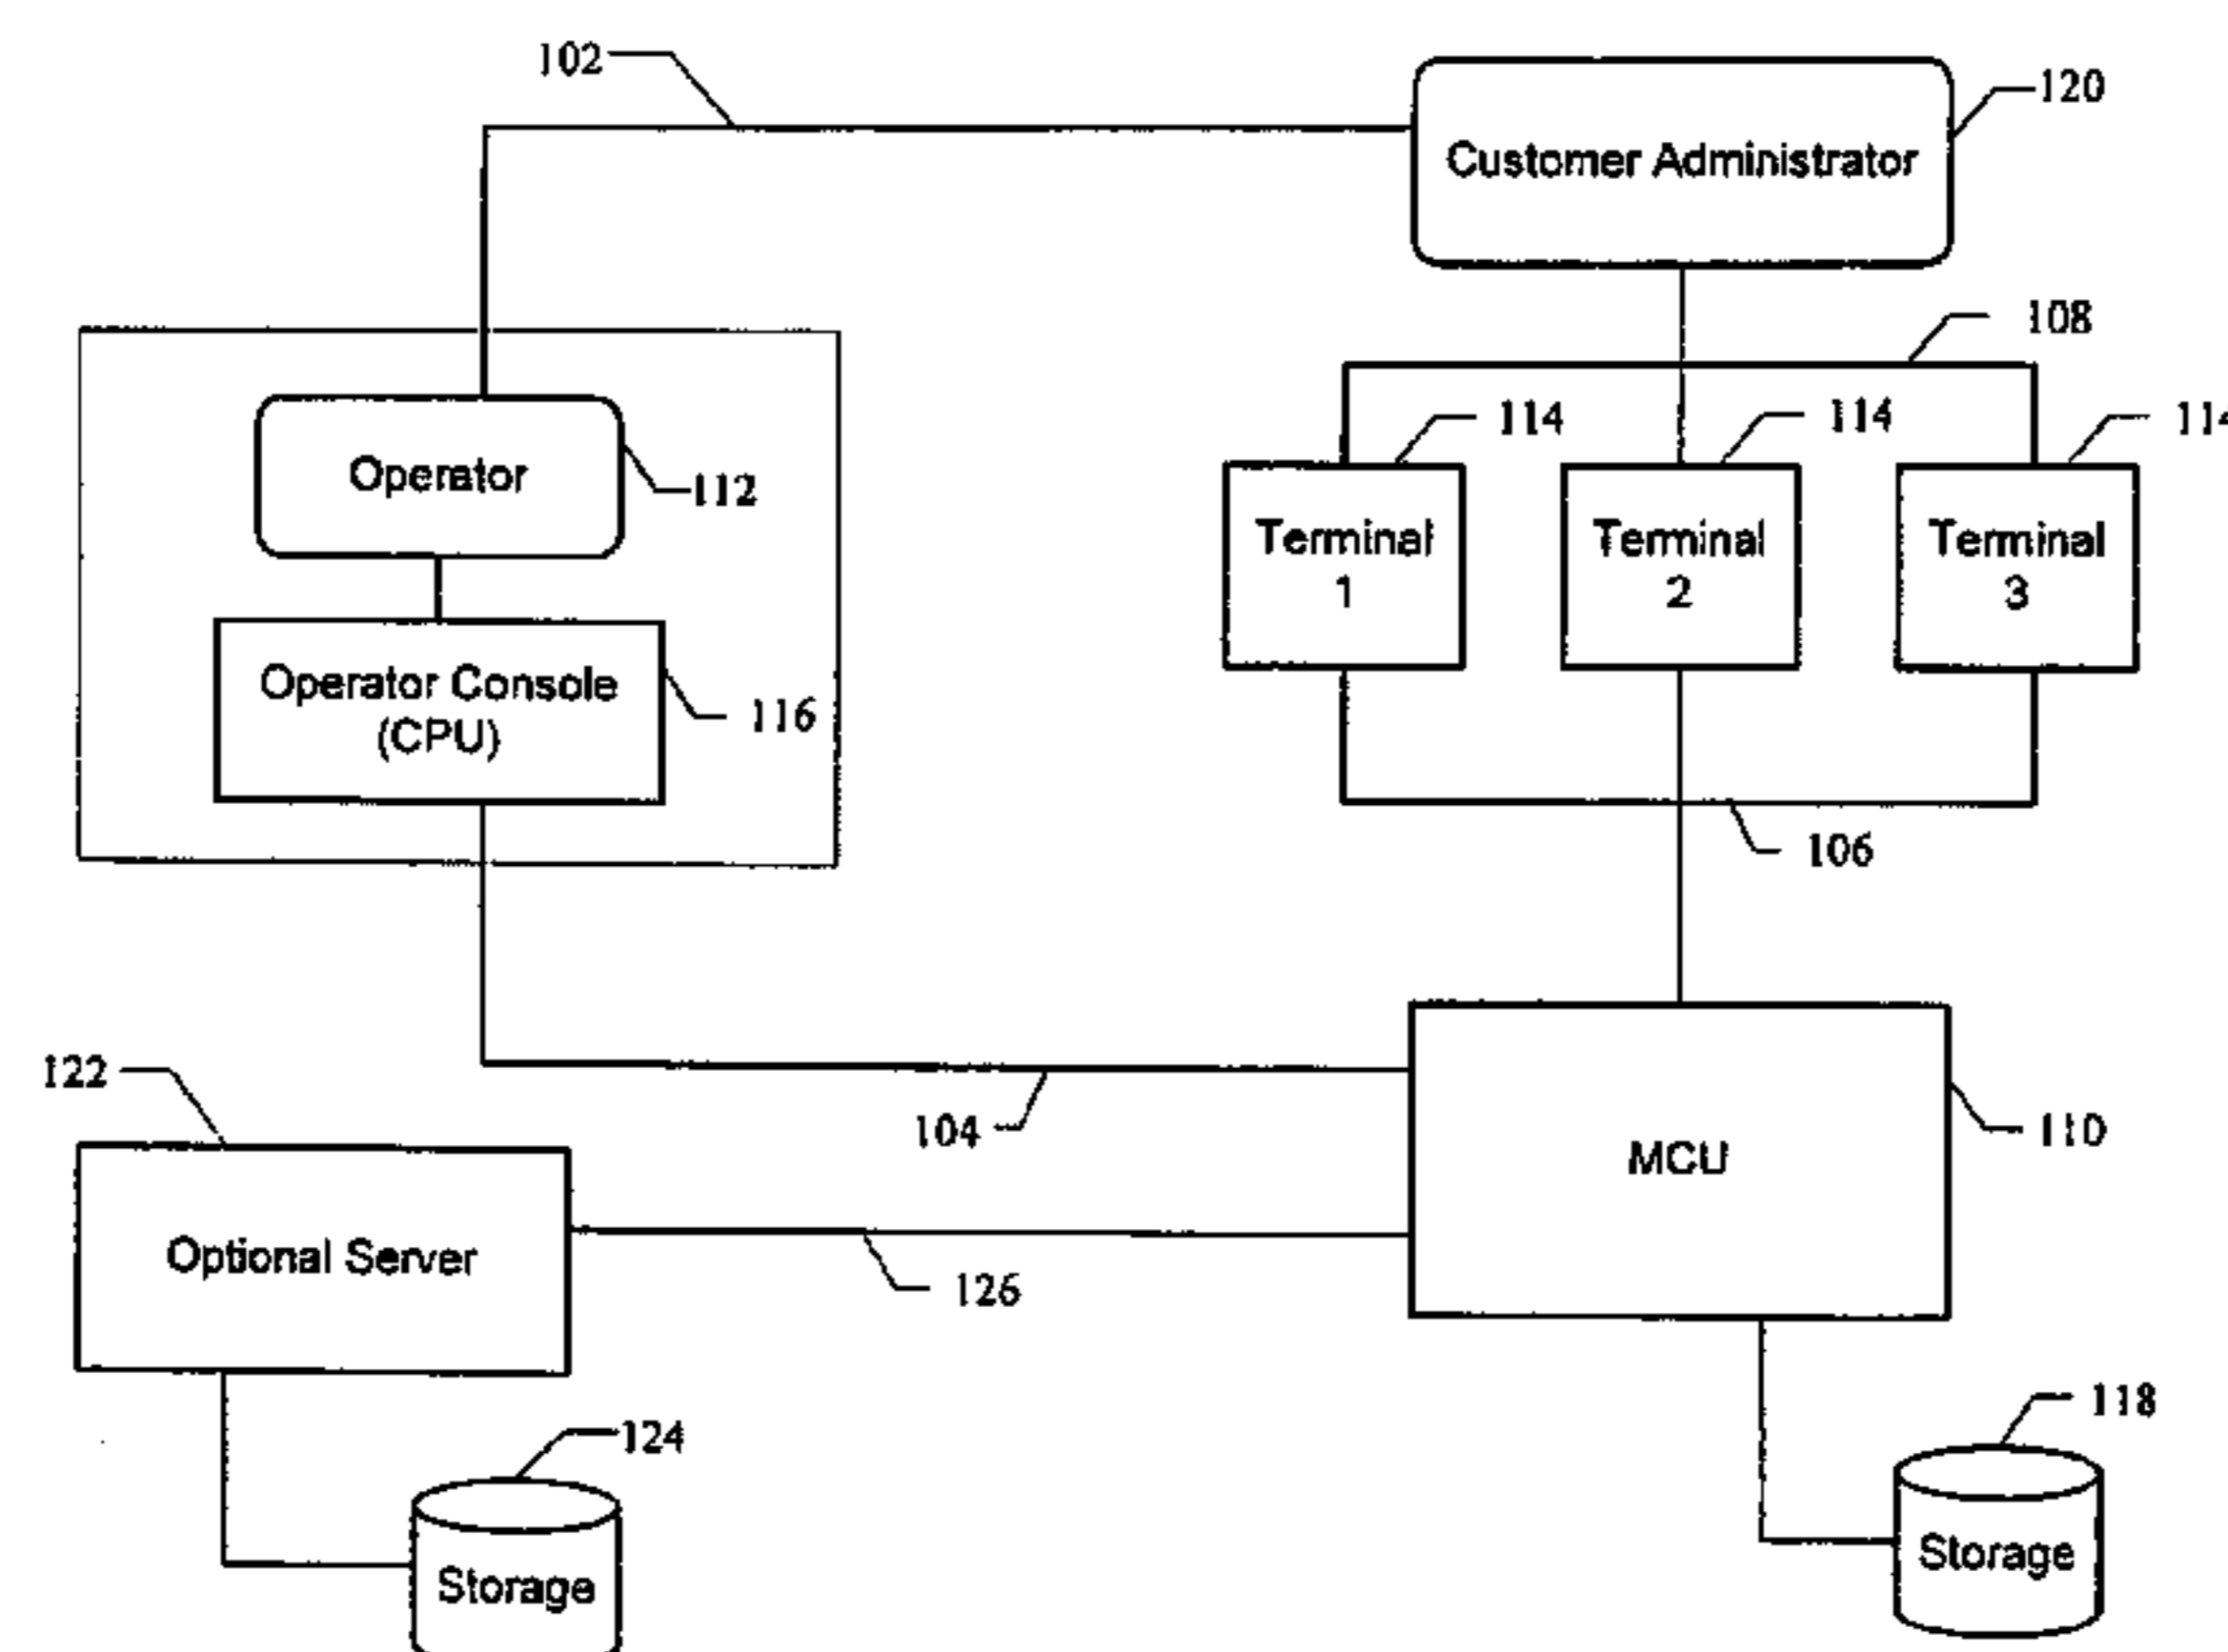 102
120
Customer Administrator
108
114
114
114
Operator
112
Terminal
1
Terminal
2
Terminal
3
Operator Console
(CPU)
116
106
122
104
110
MCU
Optional Server
126
118
124
Storage
Storage